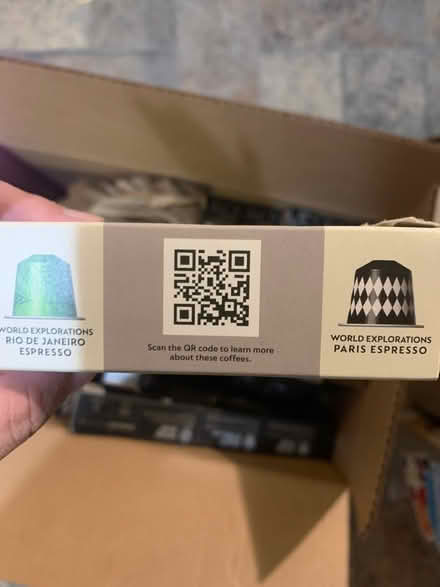 WORLD EXPLORATIONS
RIO DE JANEIRO
ESPRESSO
Scan the QR code to learn more
about these coffees.
WORLD EXPLORATIONS
PARIS ESPRESSO